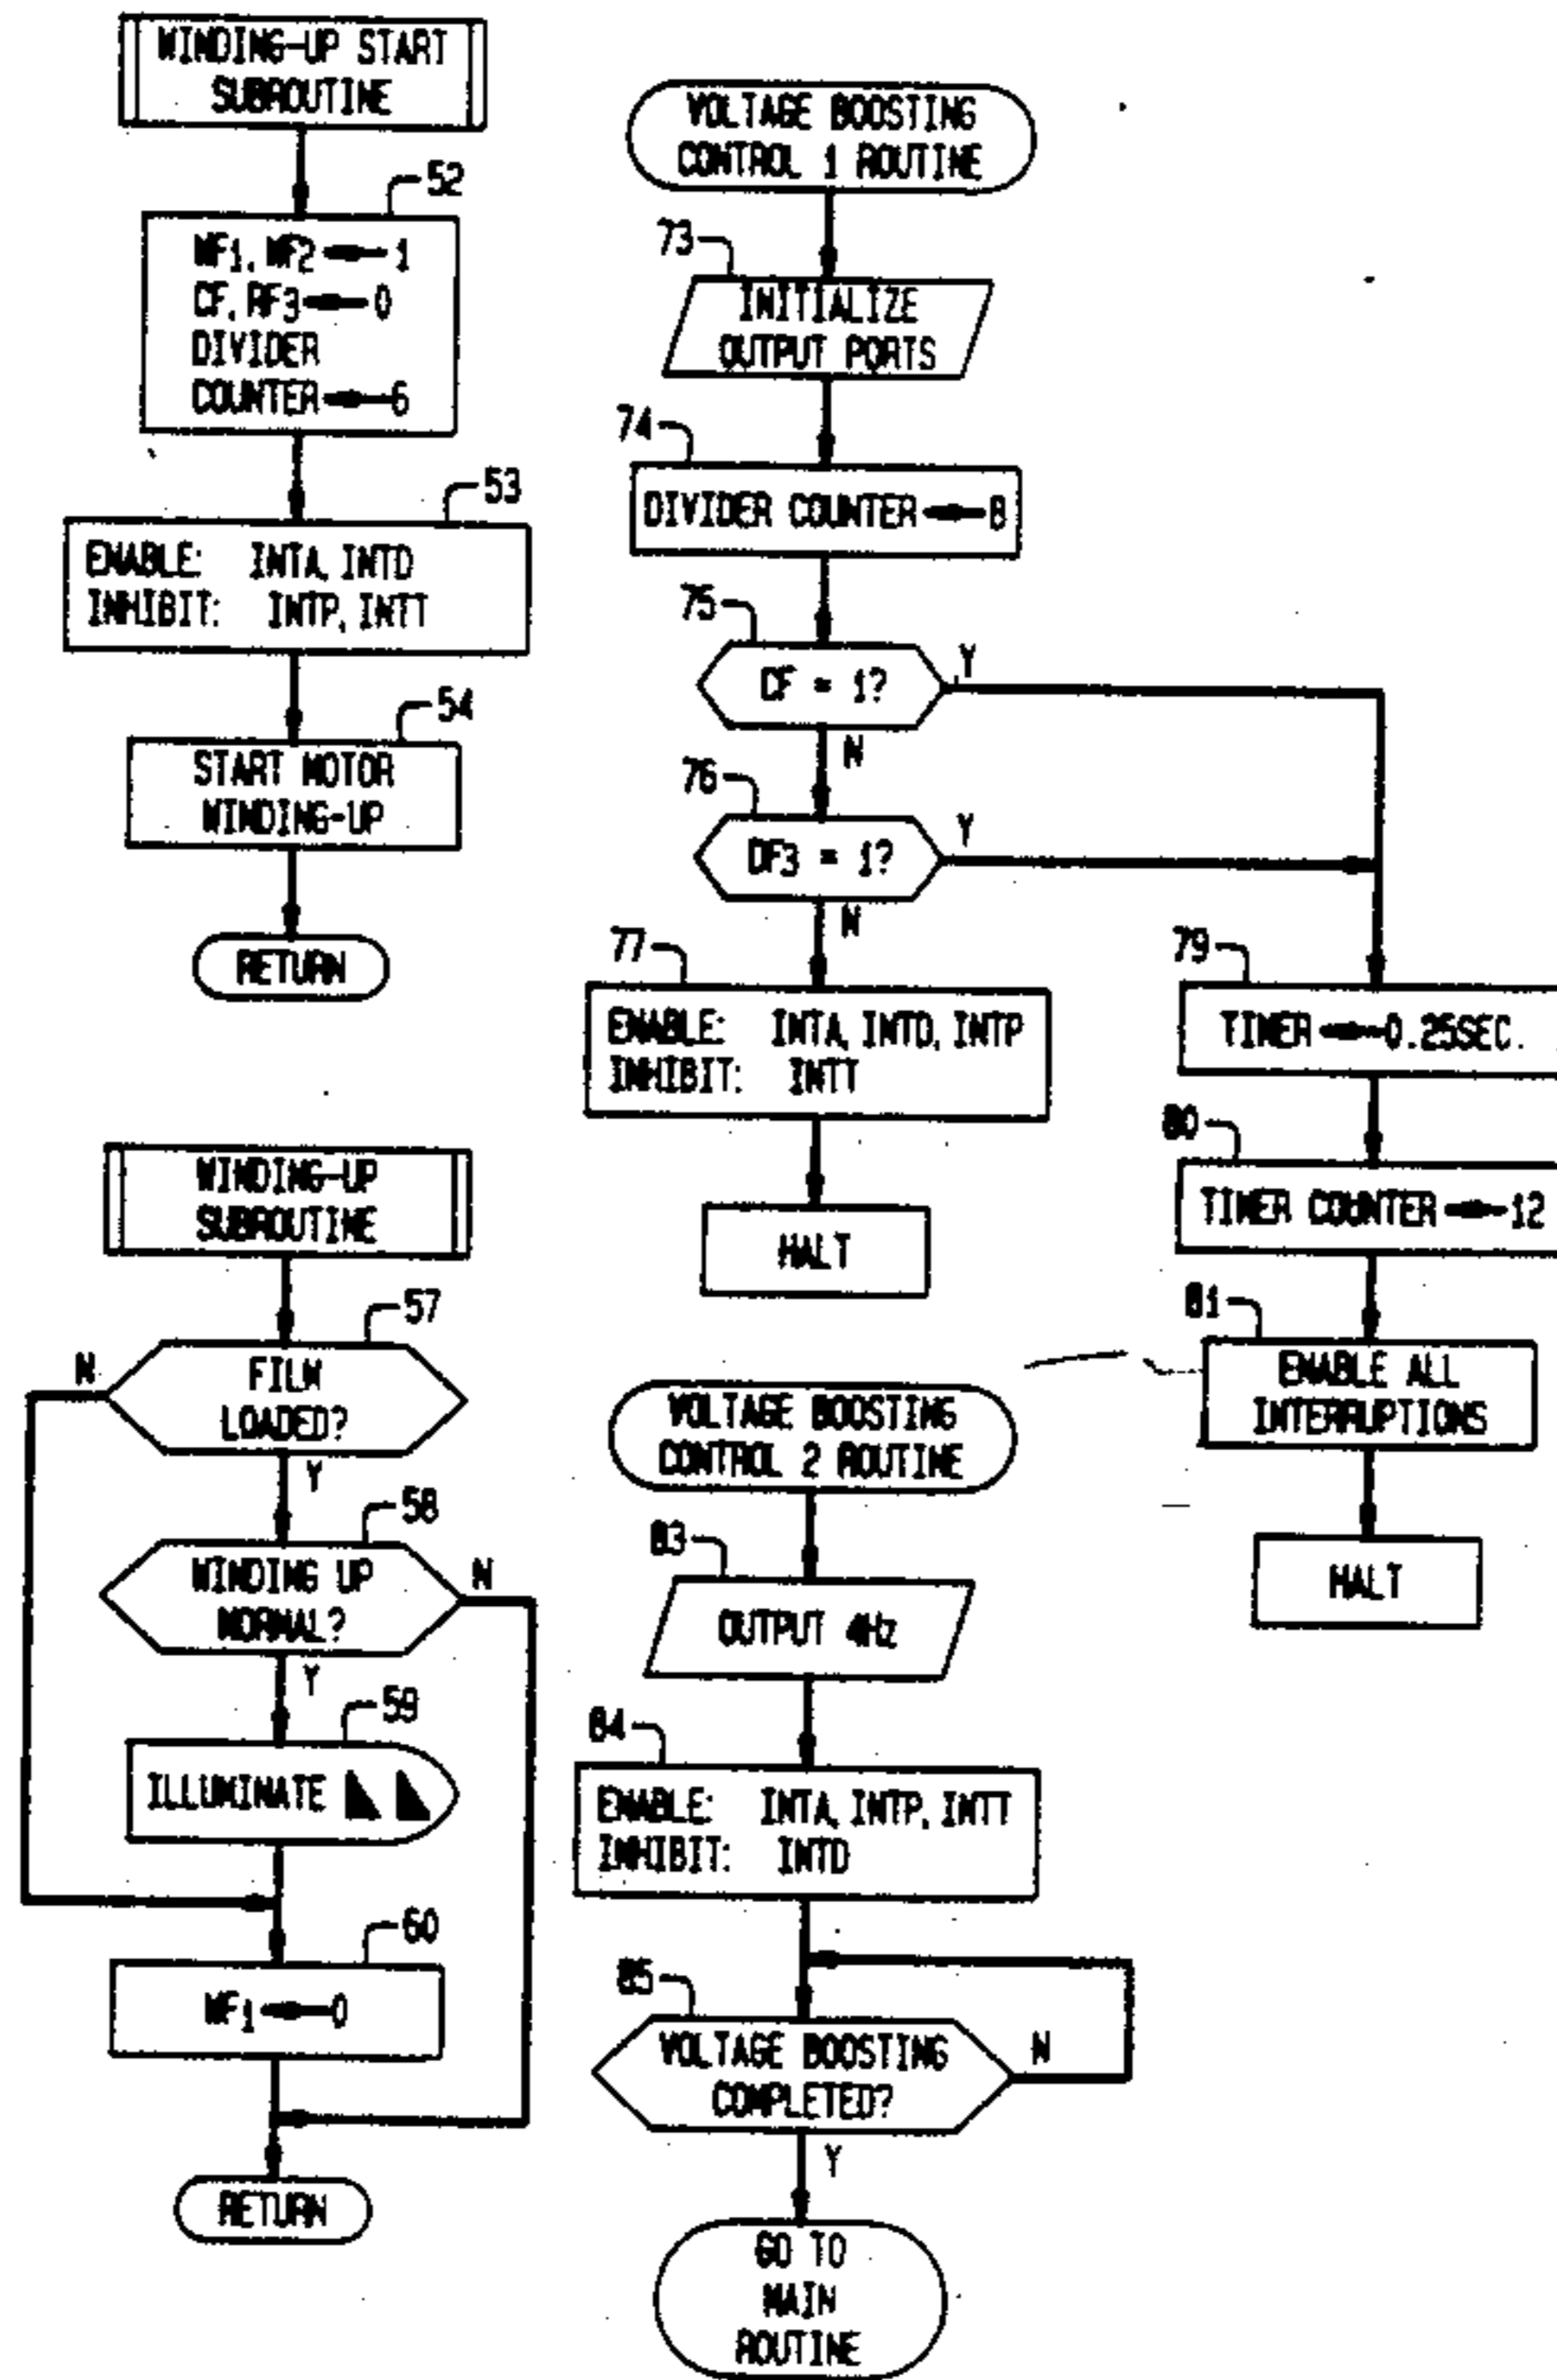 WINDING-UP START
SUBROUTINE
52
WF1, WF2 ← 1
CF, RF3 ← 0
DIVIDER
COUNTER ← 6
53
ENABLE: INTA, INTD
INHIBIT: INTP, INTT
54
START MOTOR
WINDING-UP
RETURN
WINDING-UP
SUBROUTINE
57
FILM
LOADED?
N
Y
58
WINDING UP
NORMAL?
N
Y
59
ILLUMINATE
60
WF1 ← 0
RETURN
VOLTAGE BOOSTING
CONTROL 1 ROUTINE
73
INITIALIZE
OUTPUT PORTS
74
DIVIDER COUNTER ←
75
CF = 1?
Y
N
76
DF3 = 1?
Y
N
77
ENABLE: INTA, INTD, INTP
INHIBIT: INTT
HALT
79
TIMER ← 0.25SEC.
80
TIMER COUNTER ← 12
81
ENABLE ALL
INTERRUPTIONS
HALT
VOLTAGE BOOSTING
CONTROL 2 ROUTINE
83
OUTPUT 4Hz
84
ENABLE: INTA, INTP, INTT
INHIBIT: INTD
85
VOLTAGE BOOSTING
COMPLETED?
N
Y
GO TO
MAIN
ROUTINE